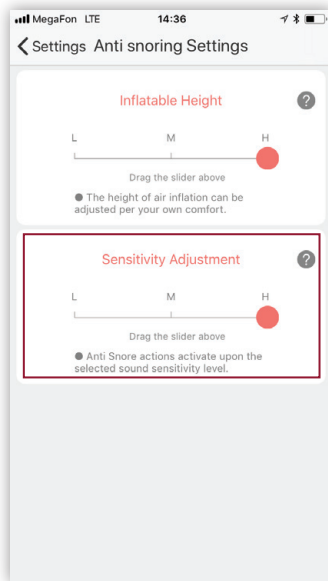 MegaFon LTE 14:36
Settings Anti snoring Settings
Inflatable Height ?
L M H
Drag the slider above
● The height of air inflation can be
adjusted per your own comfort.
Sensitivity Adjustment ?
L M H
Drag the slider above
● Anti Snore actions activate upon the
selected sound sensitivity level.